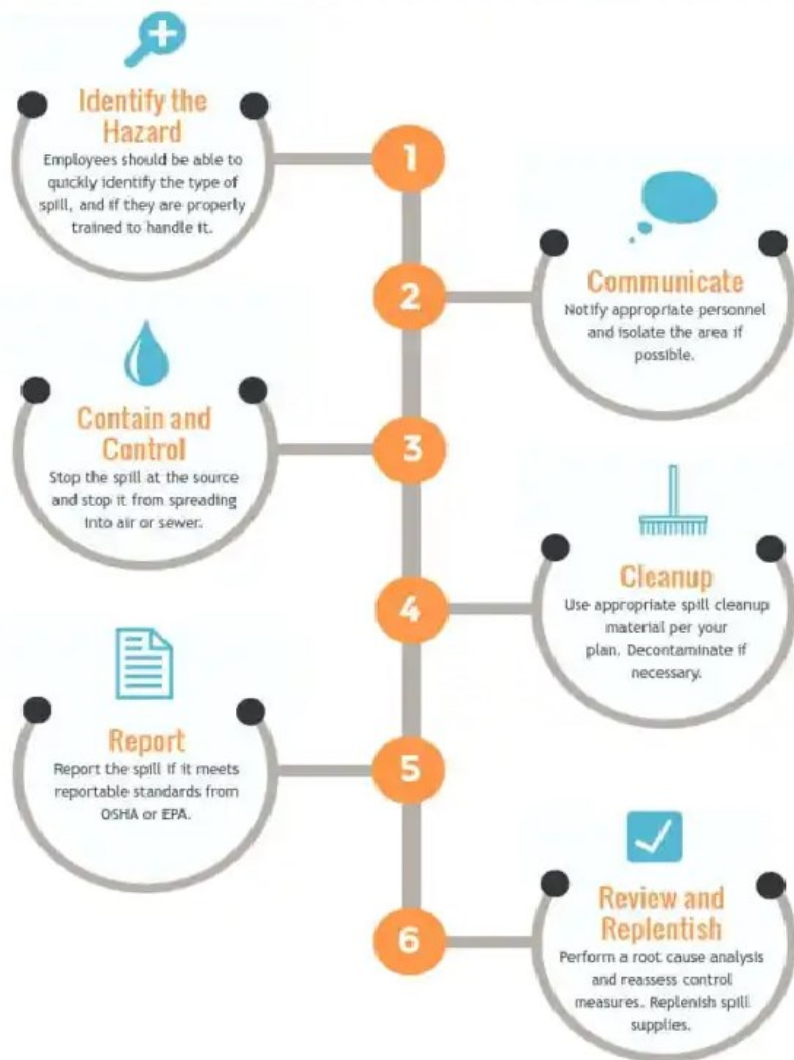 Identify the
Hazard
Employees should be able to
quickly identify the type of
spill, and if they are properly
trained to handle it.
1
2
Communicate
Notify appropriate personnel
and isolate the area if
possible.
Contain and
Control
Stop the spill at the source
and stop it from spreading
into air or sewer.
3
4
Cleanup
Use appropriate spill cleanup
material per your
plan. Decontaminate if
necessary.
Report
Report the spill if it meets
reportable standards from
OSHA or EPA.
5
6
Review and
Replentish
Perform a root cause analysis
and reassess control
measures. Replenish spill
supplies.